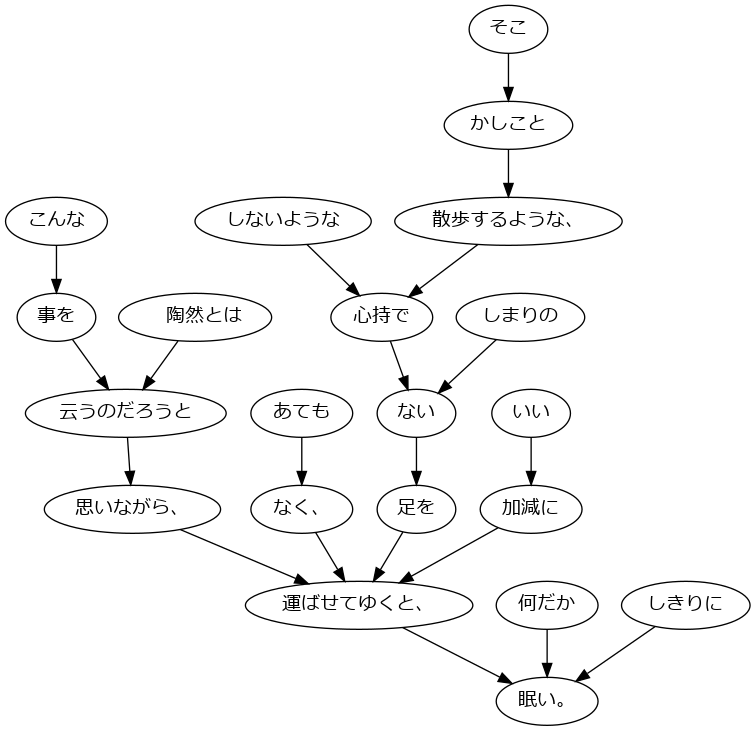 そこ
かしこと
こんな
しないような
散歩するような、
事を
陶然とは
心持で
しまりの
云うのだろうと
あても
ない
いい
思いながら、
なく、
足を
加減に
運ばせてゆくと、
何だか
しきりに
眠い。